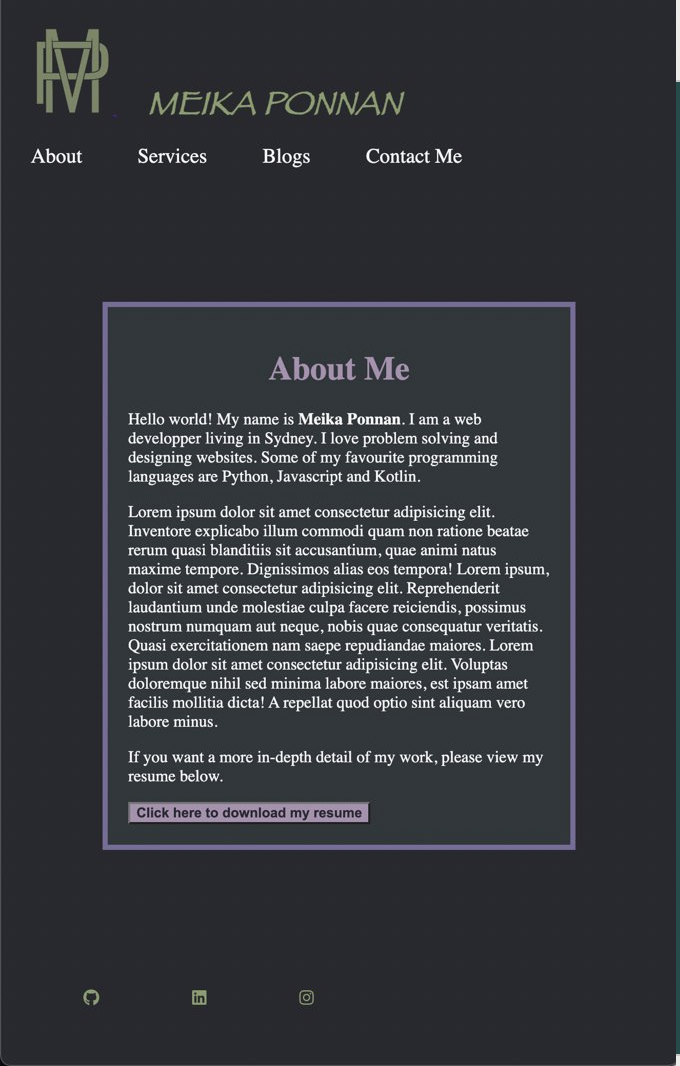 MP
MEIKA PONNAN
About Services Blogs Contact Me
About Me
Hello world! My name is Meika Ponnan. I am a web
developper living in Sydney. I love problem solving and
designing websites. Some of my favourite programming
languages are Python, Javascript and Kotlin.
Lorem ipsum dolor sit amet consectetur adipisicing elit.
Inventore explicabo illum commodi quam non ratione beatae
rerum quasi blanditiis sit accusantium, quae animi natus
maxime tempore. Dignissimos alias eos tempora! Lorem ipsum,
dolor sit amet consectetur adipisicing elit. Reprehenderit
laudantium unde molestiae culpa facere reiciendis, possimus
nostrum numquam aut neque, nobis quae consequatur veritatis.
Quasi exercitationem nam saepe repudiandae maiores. Lorem
ipsum dolor sit amet consectetur adipisicing elit. Voluptas
doloremque nihil sed minima labore maiores, est ipsam amet
facilis mollitia dicta! A repellat quod optio sint aliquam vero
labore minus.
If you want a more in-depth detail of my work, please view my
resume below.
Click here to download my resume